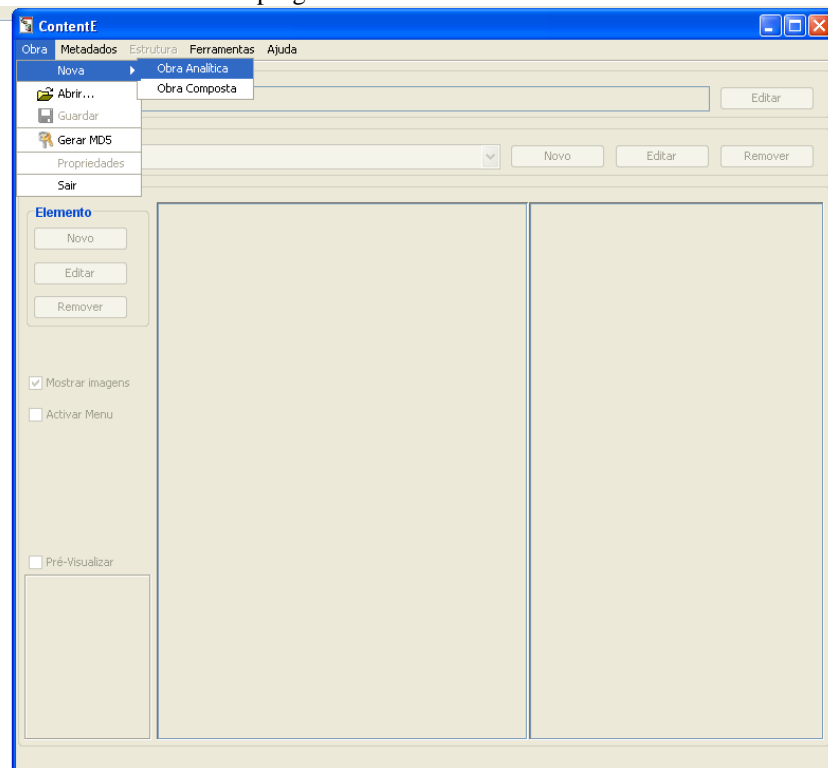 ContentE
Obra Metadados Estrutura Ferramentas Ajuda
Nova Obra Analítica
Obra Composta
Abrir...
Editar
Guardar
Gerar MD5
Propriedades
Novo Editar Remover
Sair
Elemento
Novo
Editar
Remover
Mostrar imagens
Activar Menu
Pré-Visualizar